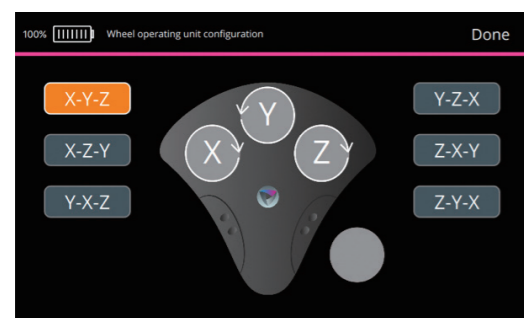 100% Wheel operating unit configuration Done
X-Y-Z
X-Z-Y
Y-X-Z
X
Y
Z
Y-Z-X
Z-X-Y
Z-Y-X